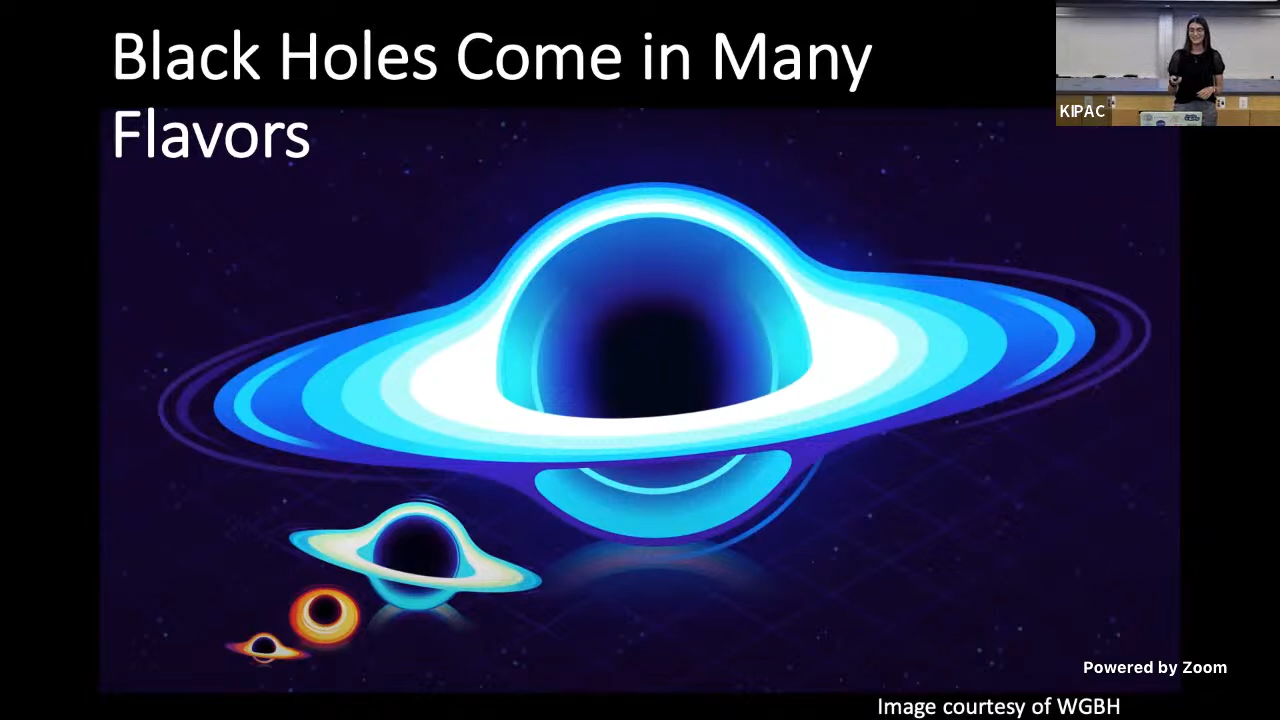 Black Holes Come in Many
Flavors
KIPAC
Powered by Zoom
Image courtesy of WGBH